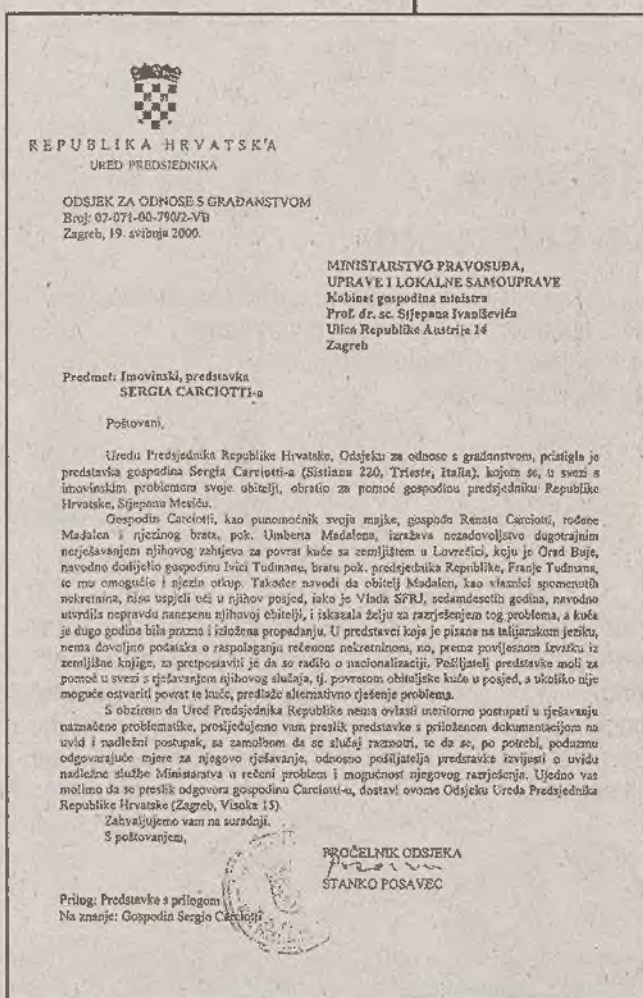 REPUBLIKA HRVATSKA
URED PREDSJEDNIKA
ODSJEK ZA ODNOSE S GRAĐANSTVOM
Broj: 07-071-00-790/2-VB
Zagreb, 19. svibnja 2000.
MINISTARSTVO PRAVOSUĐA,
UPRAVE I LOKALNE SAMOUPRAVE
Kabinet gospodina ministra
Prof. dr. sc. Stjepana Ivaniševića
Ulica Republike Austrije 14
Zagreb
Predmet: Imovinski, predstavka
SERGIA CARCIOTTI-a
Poštovani,
Uredu Predsjednika Republike Hrvatske, Odsjeku za odnose s građanstvom, pristigla je
predstavka gospodina Sergia Carciotti-a (Sistiana 220, Trieste, Italia), kojom se, u svezi s
imovinskim problemom svoje obitelji, obratio za pomoć gospodinu predsjedniku Republike
Hrvatske, Stjepanu Mesiću.
Gospodin Carciotti, kao punomoćnik svoje majke, gospođe Renate Carciotti, rođene
Madalen i njezinog brata, pok. Umberta Madalena, izražava nezadovoljstvo dugotrajnim
nerješavanjem njihovog zahtjeva za povrat kuće sa zemljištem u Lovrečici, koju je Grad Buje,
navodno dodijelio gospodinu Ivici Tuđmanu, bratu pok. predsjednika Republike, Franje Tuđmana,
te mu omogućio i njezin otkup. Također navodi da obitelj Madalen, kao vlasnici spomenutih
nekretnina, nisu uspjeli ući u njihov posjed, iako je Vlada SFRJ, sedamdesetih godina, navodno
utvrdila nepravdu nanesenu njihovoj obitelji, i iskazala želju za razrješenjem tog problema, a kuća
je dugo godina bila prazna i izložena propadanju. U predstavci koja je pisana na talijanskom jeziku,
nema dovoljno podataka o raspolaganju rečenom nekretninom, no, prema povijesnom izvatku iz
zemljišne knjige, za pretpostaviti je da se radilo o nacionalizaciji. Pošiljatelj predstavke moli za
pomoć u svezi s rješavanjem njihovog slučaja, tj. povratom obiteljske kuće u posjed, a ukoliko nije
moguće ostvariti povrat te kuće, predlaže alternativno rješenje problema.
S obzirom da Ured Predsjednika Republike nema ovlasti meritorno postupati u rješavanju
naznačene problematike, prosljeđujemo vam preslik predstavke s priloženom dokumentacijom na
uvid i nadležni postupak, sa zamolbom da se slučaj razmotri, te da se, po potrebi, poduzmu
odgovarajuće mjere za njegovo rješavanje, odnosno pošiljatelja predstavke izvijesti o uvidu
nadležne službe Ministarstva u rečeni problem i mogućnost njegovog razrješenja. Ujedno vas
molimo da se preslik odgovora gospodinu Carciotti-u, dostavi ovome Odsjeku Ureda Predsjednika
Republike Hrvatske (Zagreb, Visoka 15)
Zahvaljujemo vam na suradnji.
S poštovanjem,
PROČELNIK ODSJEKA
STANKO POSAVEC
Prilog: Predstavka s prilogom
Na znanje: Gospodin Sergio Carciotti